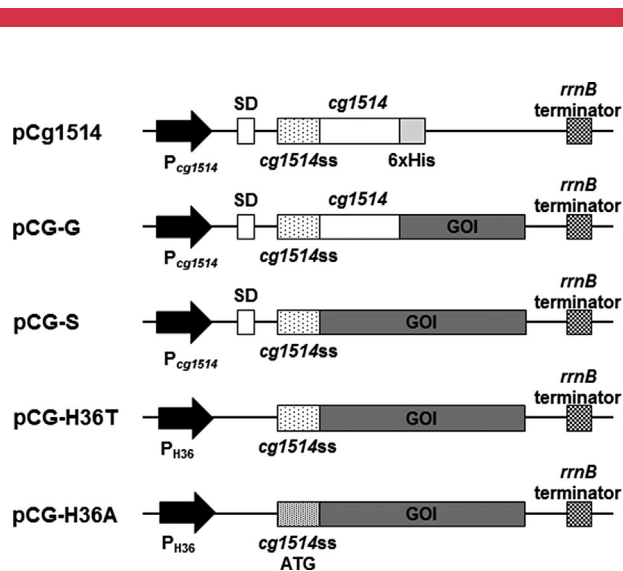 rrnB
SD cg1514 terminator
pCg1514
Pcg1514 cg1514ss 6xHis
rrnB
SD cg1514 terminator
pCG-G GOI
Pcg1514 cg1514ss
rrnB
SD terminator
pCG-S GOI
Pcg1514 cg1514ss
rrnB
terminator
pCG-H36T GOI
PH36 cg1514ss
rrnB
terminator
pCG-H36A GOI
PH36 cg1514ss
ATG